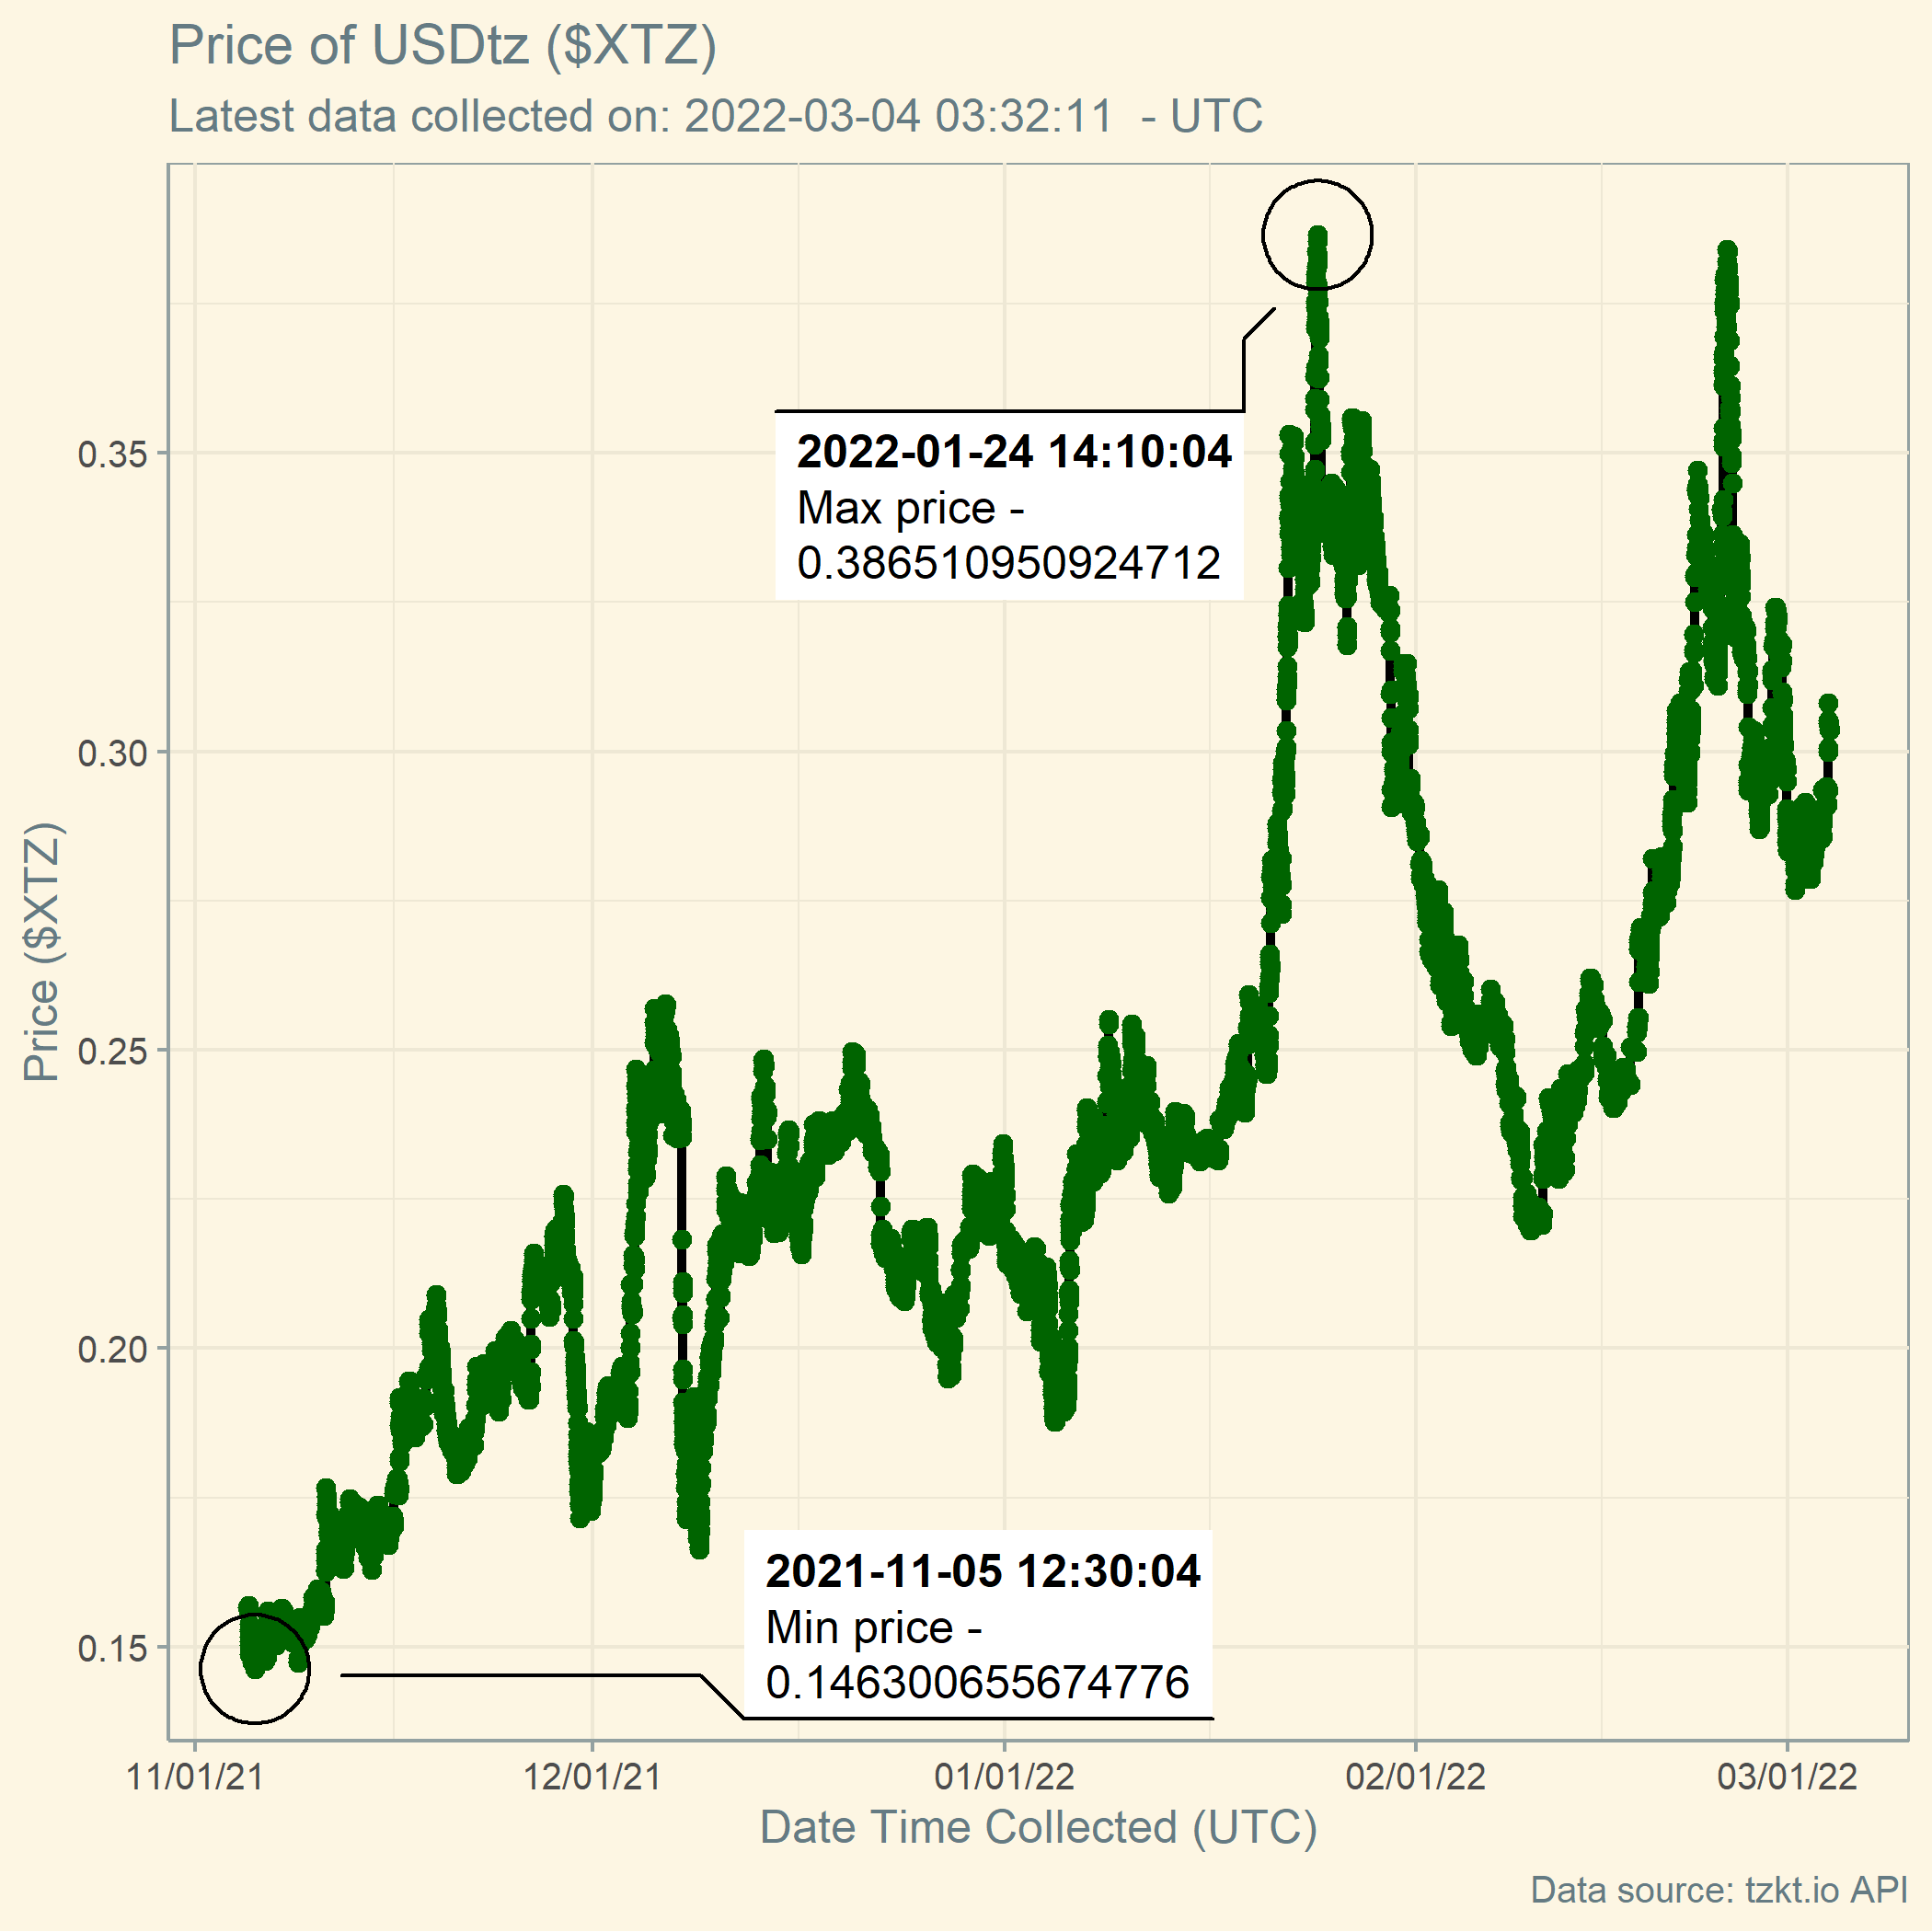 Price of USDtz ($XTZ)
Latest data collected on: 2022-03-04 03:32:11  - UTC
2022-01-24 14:10:04
Max price -
0.386510950924712
0.35
0.30
Price ($XTZ)
0.25
0.20
2021-11-05 12:30:04
Min price -
0.146300655674776
0.15
11/01/21 12/01/21 01/01/22 02/01/22 03/01/22
Date Time Collected (UTC)
Data source: tzkt.io API